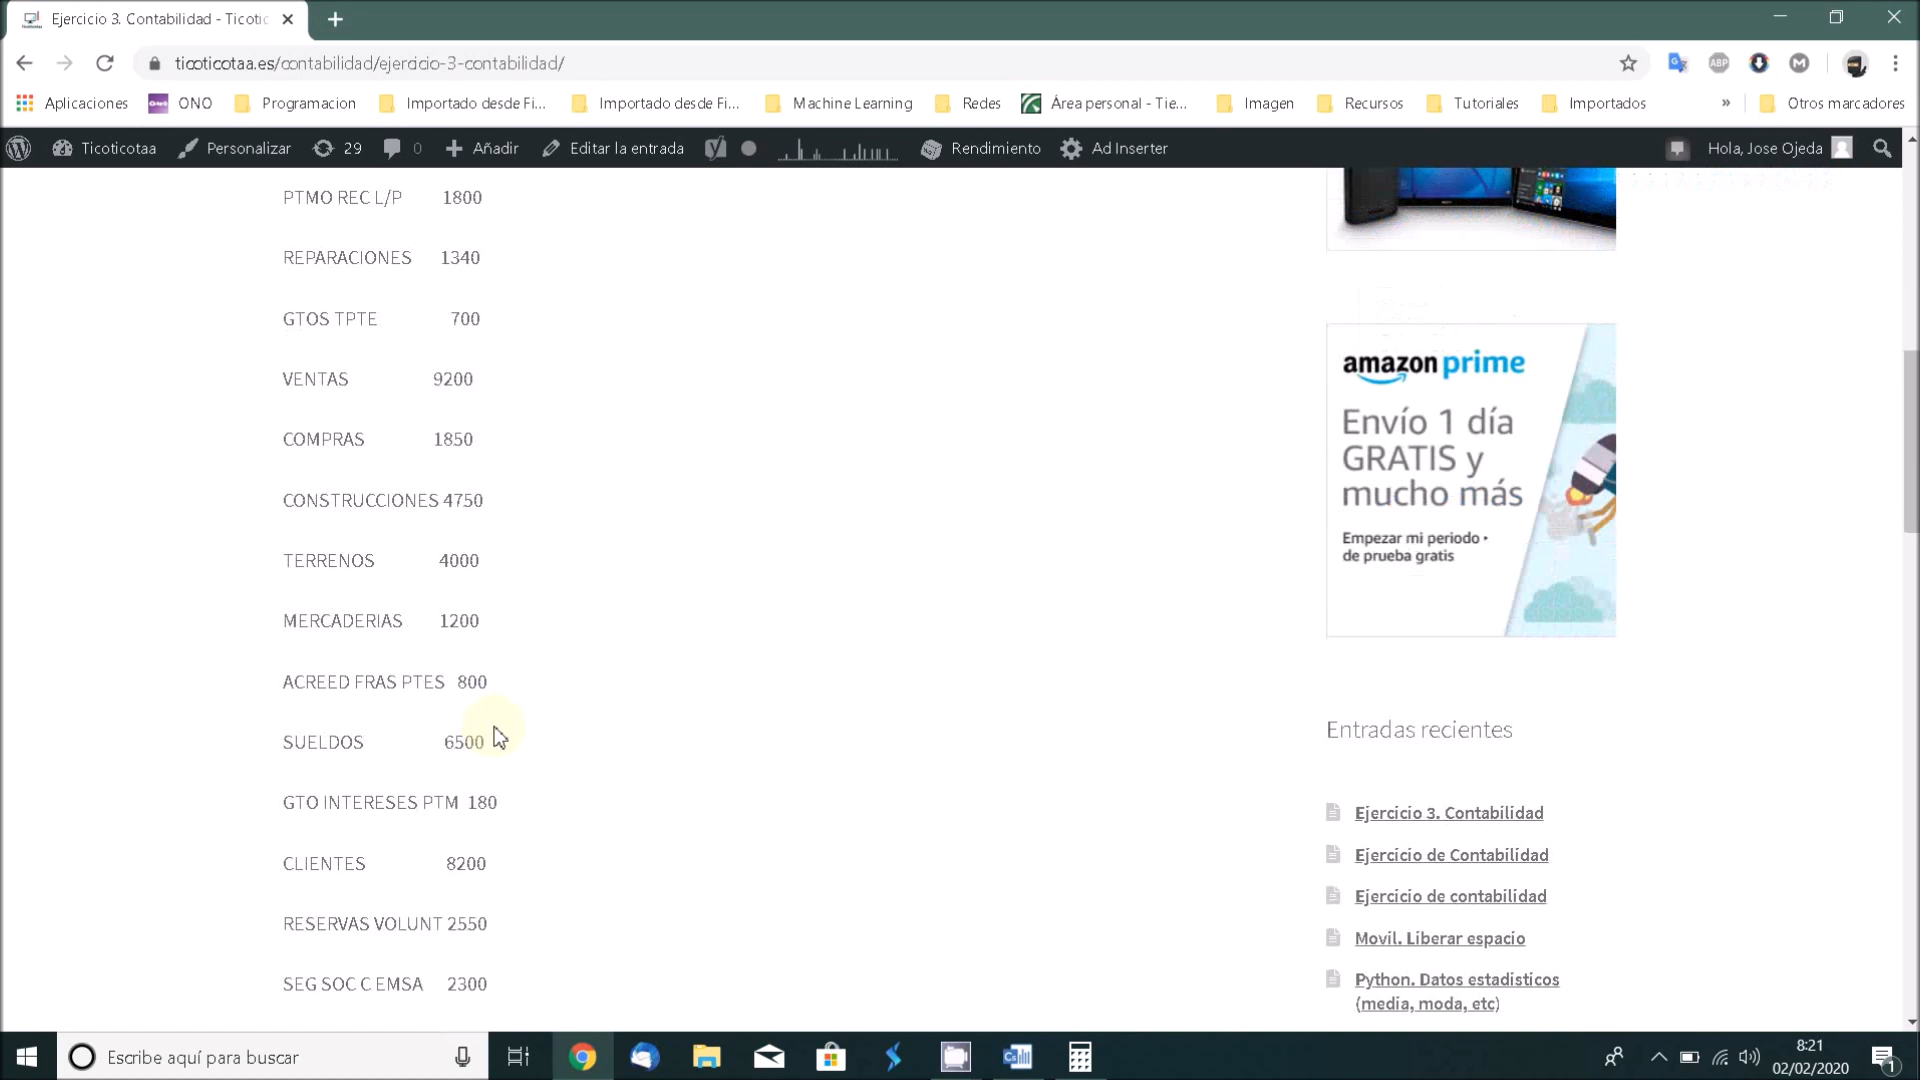 Ejercicio 3. Contabilidad - Ticotic
ticoticotaa.es/contabilidad/ejercicio-3-contabilidad/
ABP
Aplicaciones ONO Programacion Importado desde Fi... Importado desde Fi... Machine Learning Redes Área personal - Tie... Imagen Recursos Tutoriales Importados » Otros marcadores
Ticoticotaa Personalizar 29 0 Añadir Editar la entrada Rendimiento Ad Inserter Hola, Jose Ojeda
PTMO REC L/P 1800
REPARACIONES 1340
GTOS TPTE 700
VENTAS 9200
COMPRAS 1850
CONSTRUCCIONES 4750
TERRENOS 4000
MERCADERIAS 1200
ACREED FRAS PTES 800
SUELDOS 6500
GTO INTERESES PTM 180
CLIENTES 8200
RESERVAS VOLUNT 2550
SEG SOC C EMSA 2300
amazon prime
Envío 1 día
GRATIS y
mucho más
Empezar mi periodo
de prueba gratis
Entradas recientes
Ejercicio 3. Contabilidad
Ejercicio de Contabilidad
Ejercicio de contabilidad
Movil. Liberar espacio
Python. Datos estadisticos
(media, moda, etc)
Escribe aquí para buscar
8:21
02/02/2020
1